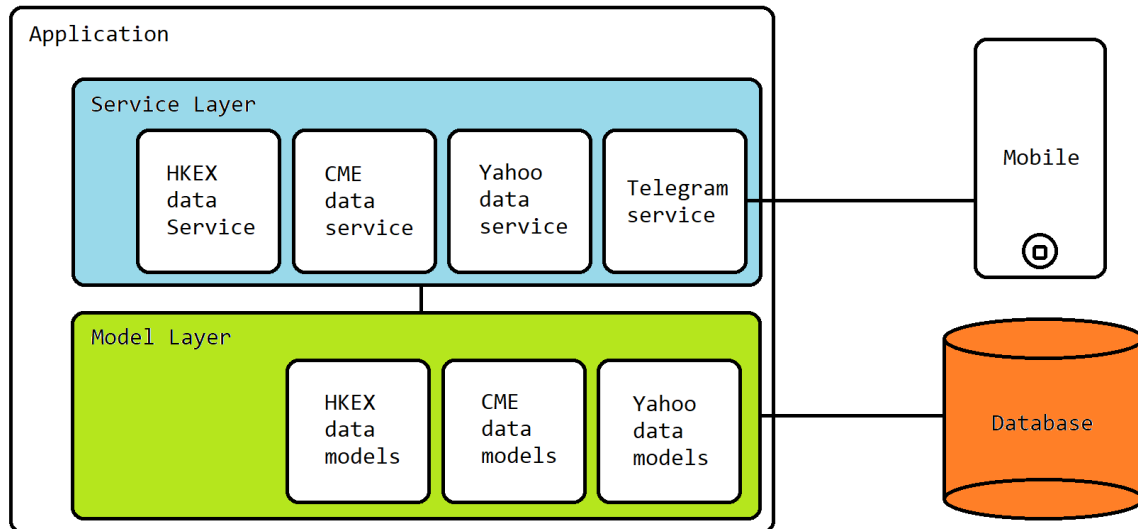 Application
Service Layer
HKEX
data
Service
CME
data
service
Yahoo
data
service
Telegram
service
Mobile
Model Layer
HKEX
data
models
CME
data
models
Yahoo
data
models
Database